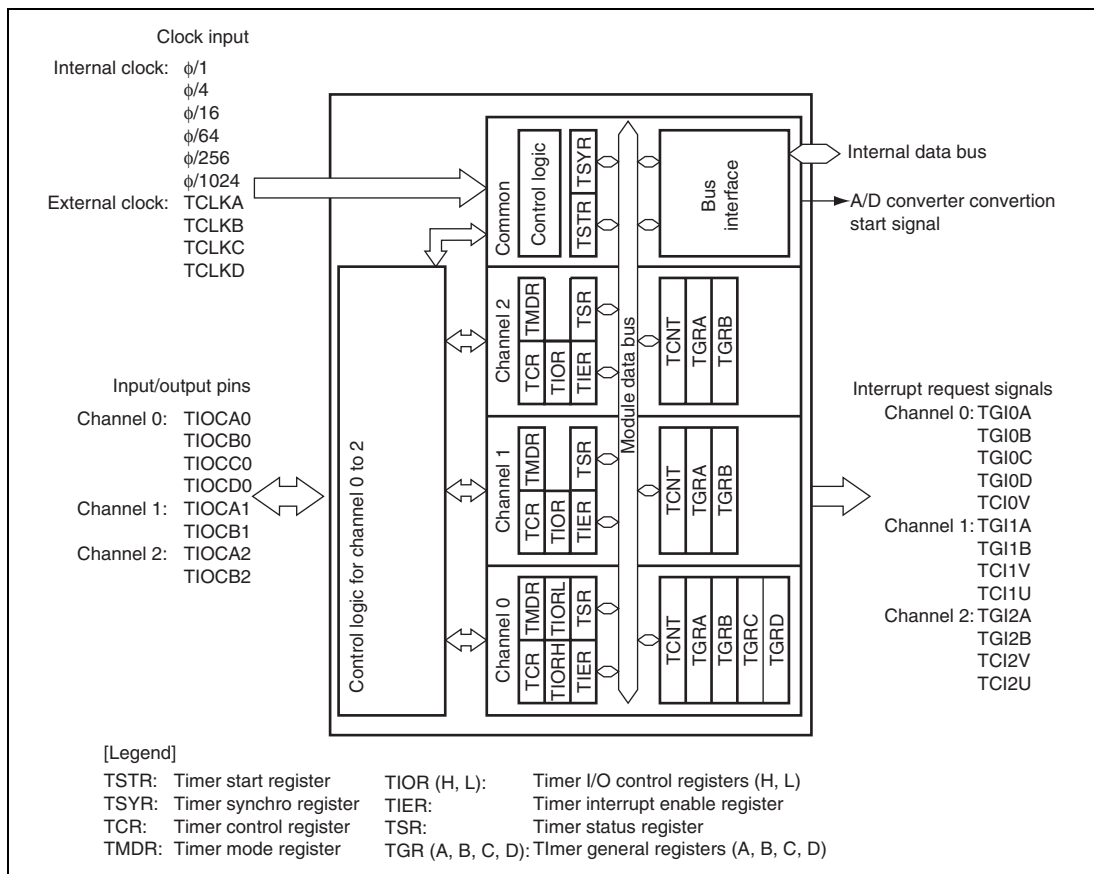 Clock input
Internal clock: ϕ/1
ϕ/4
ϕ/16
ϕ/64
ϕ/256
ϕ/1024
External clock: TCLKA
TCLKB
TCLKC
TCLKD
Input/output pins
Channel 0: TIOCA0
TIOCB0
TIOCC0
TIOCD0
Channel 1: TIOCA1
TIOCB1
Channel 2: TIOCA2
TIOCB2
Control logic for channel 0 to 2
Common
Control logic
TSTR TSYR
Bus
interface
Channel 2
TCR TMDR
TIOR
TIER TSR
TCNT
TGRA
TGRB
Module data bus
Channel 1
TCR TMDR
TIOR
TIER TSR
TCNT
TGRA
TGRB
Channel 0
TCR TMDR
TIORH TIORL
TIER TSR
TCNT
TGRA
TGRB
TGRC
TGRD
Internal data bus
A/D converter convertion
start signal
Interrupt request signals
Channel 0: TGI0A
TGI0B
TGI0C
TGI0D
TCI0V
Channel 1: TGI1A
TGI1B
TCI1V
TCI1U
Channel 2: TGI2A
TGI2B
TCI2V
TCI2U
[Legend]
TSTR: Timer start register
TSYR: Timer synchro register
TCR: Timer control register
TMDR: Timer mode register
TIOR (H, L): Timer I/O control registers (H, L)
TIER: Timer interrupt enable register
TSR: Timer status register
TGR (A, B, C, D): TImer general registers (A, B, C, D)